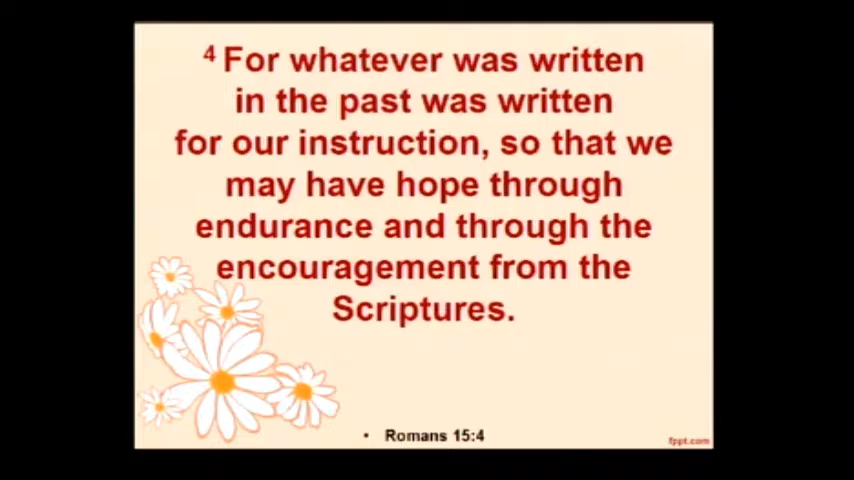 4 For whatever was written
in the past was written
for our instruction, so that we
may have hope through
endurance and through the
encouragement from the
Scriptures.
• Romans 15:4
fppt.com